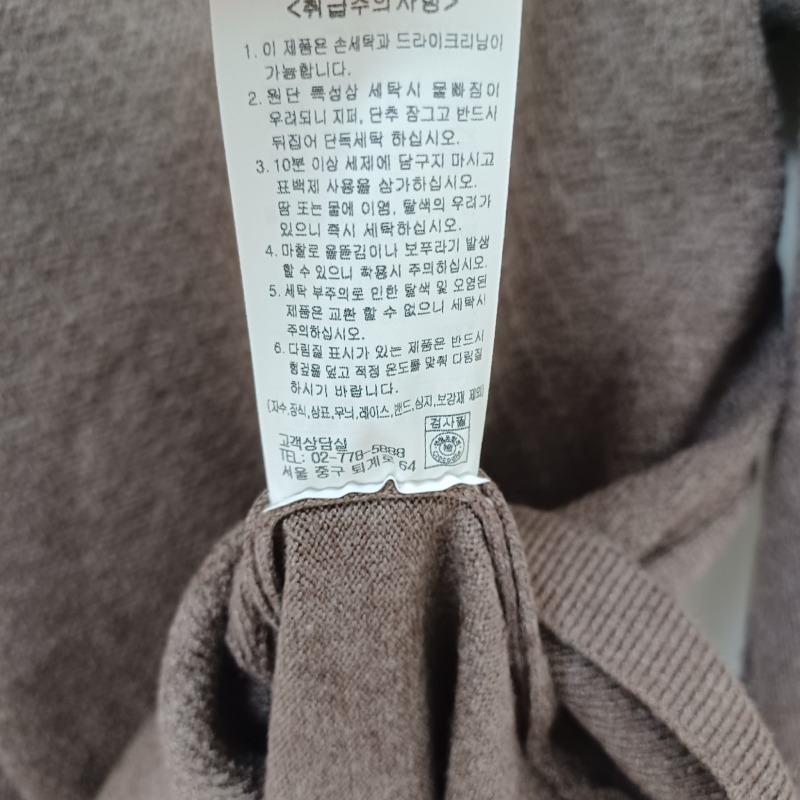 <취급주의사항>
1. 이 제품은 손세탁과 드라이크리닝이
가능합니다.
2. 원단 특성상 세탁시 물빠짐이
우려되니 지퍼, 단추 잠그고 반드시
뒤집어 단독세탁 하십시오.
3. 10분 이상 세제에 담구지 마시고
표백제 사용을 삼가하십시오.
땀 또는 물에 이염, 탈색의 우려가
있으니 즉시 세탁하십시오.
4. 마찰로 올뜯김이나 보푸라기 발생
할 수 있으니 착용시 주의하십시오.
5. 세탁 부주의로 인한 탈색 및 오염된
제품은 교환 할 수 없으니 세탁시
주의하십시오.
6. 다림질 표시가 있는 제품은 반드시
헝겊을 덮고 적정 온도를 맞춰 다림질
하시기 바랍니다.
(자수,장식,상표,무늬,레이스,밴드,심지,보강재 제외)
검사필
고객상담실
TEL: 02-778-5888
서울 중구 퇴계로 64